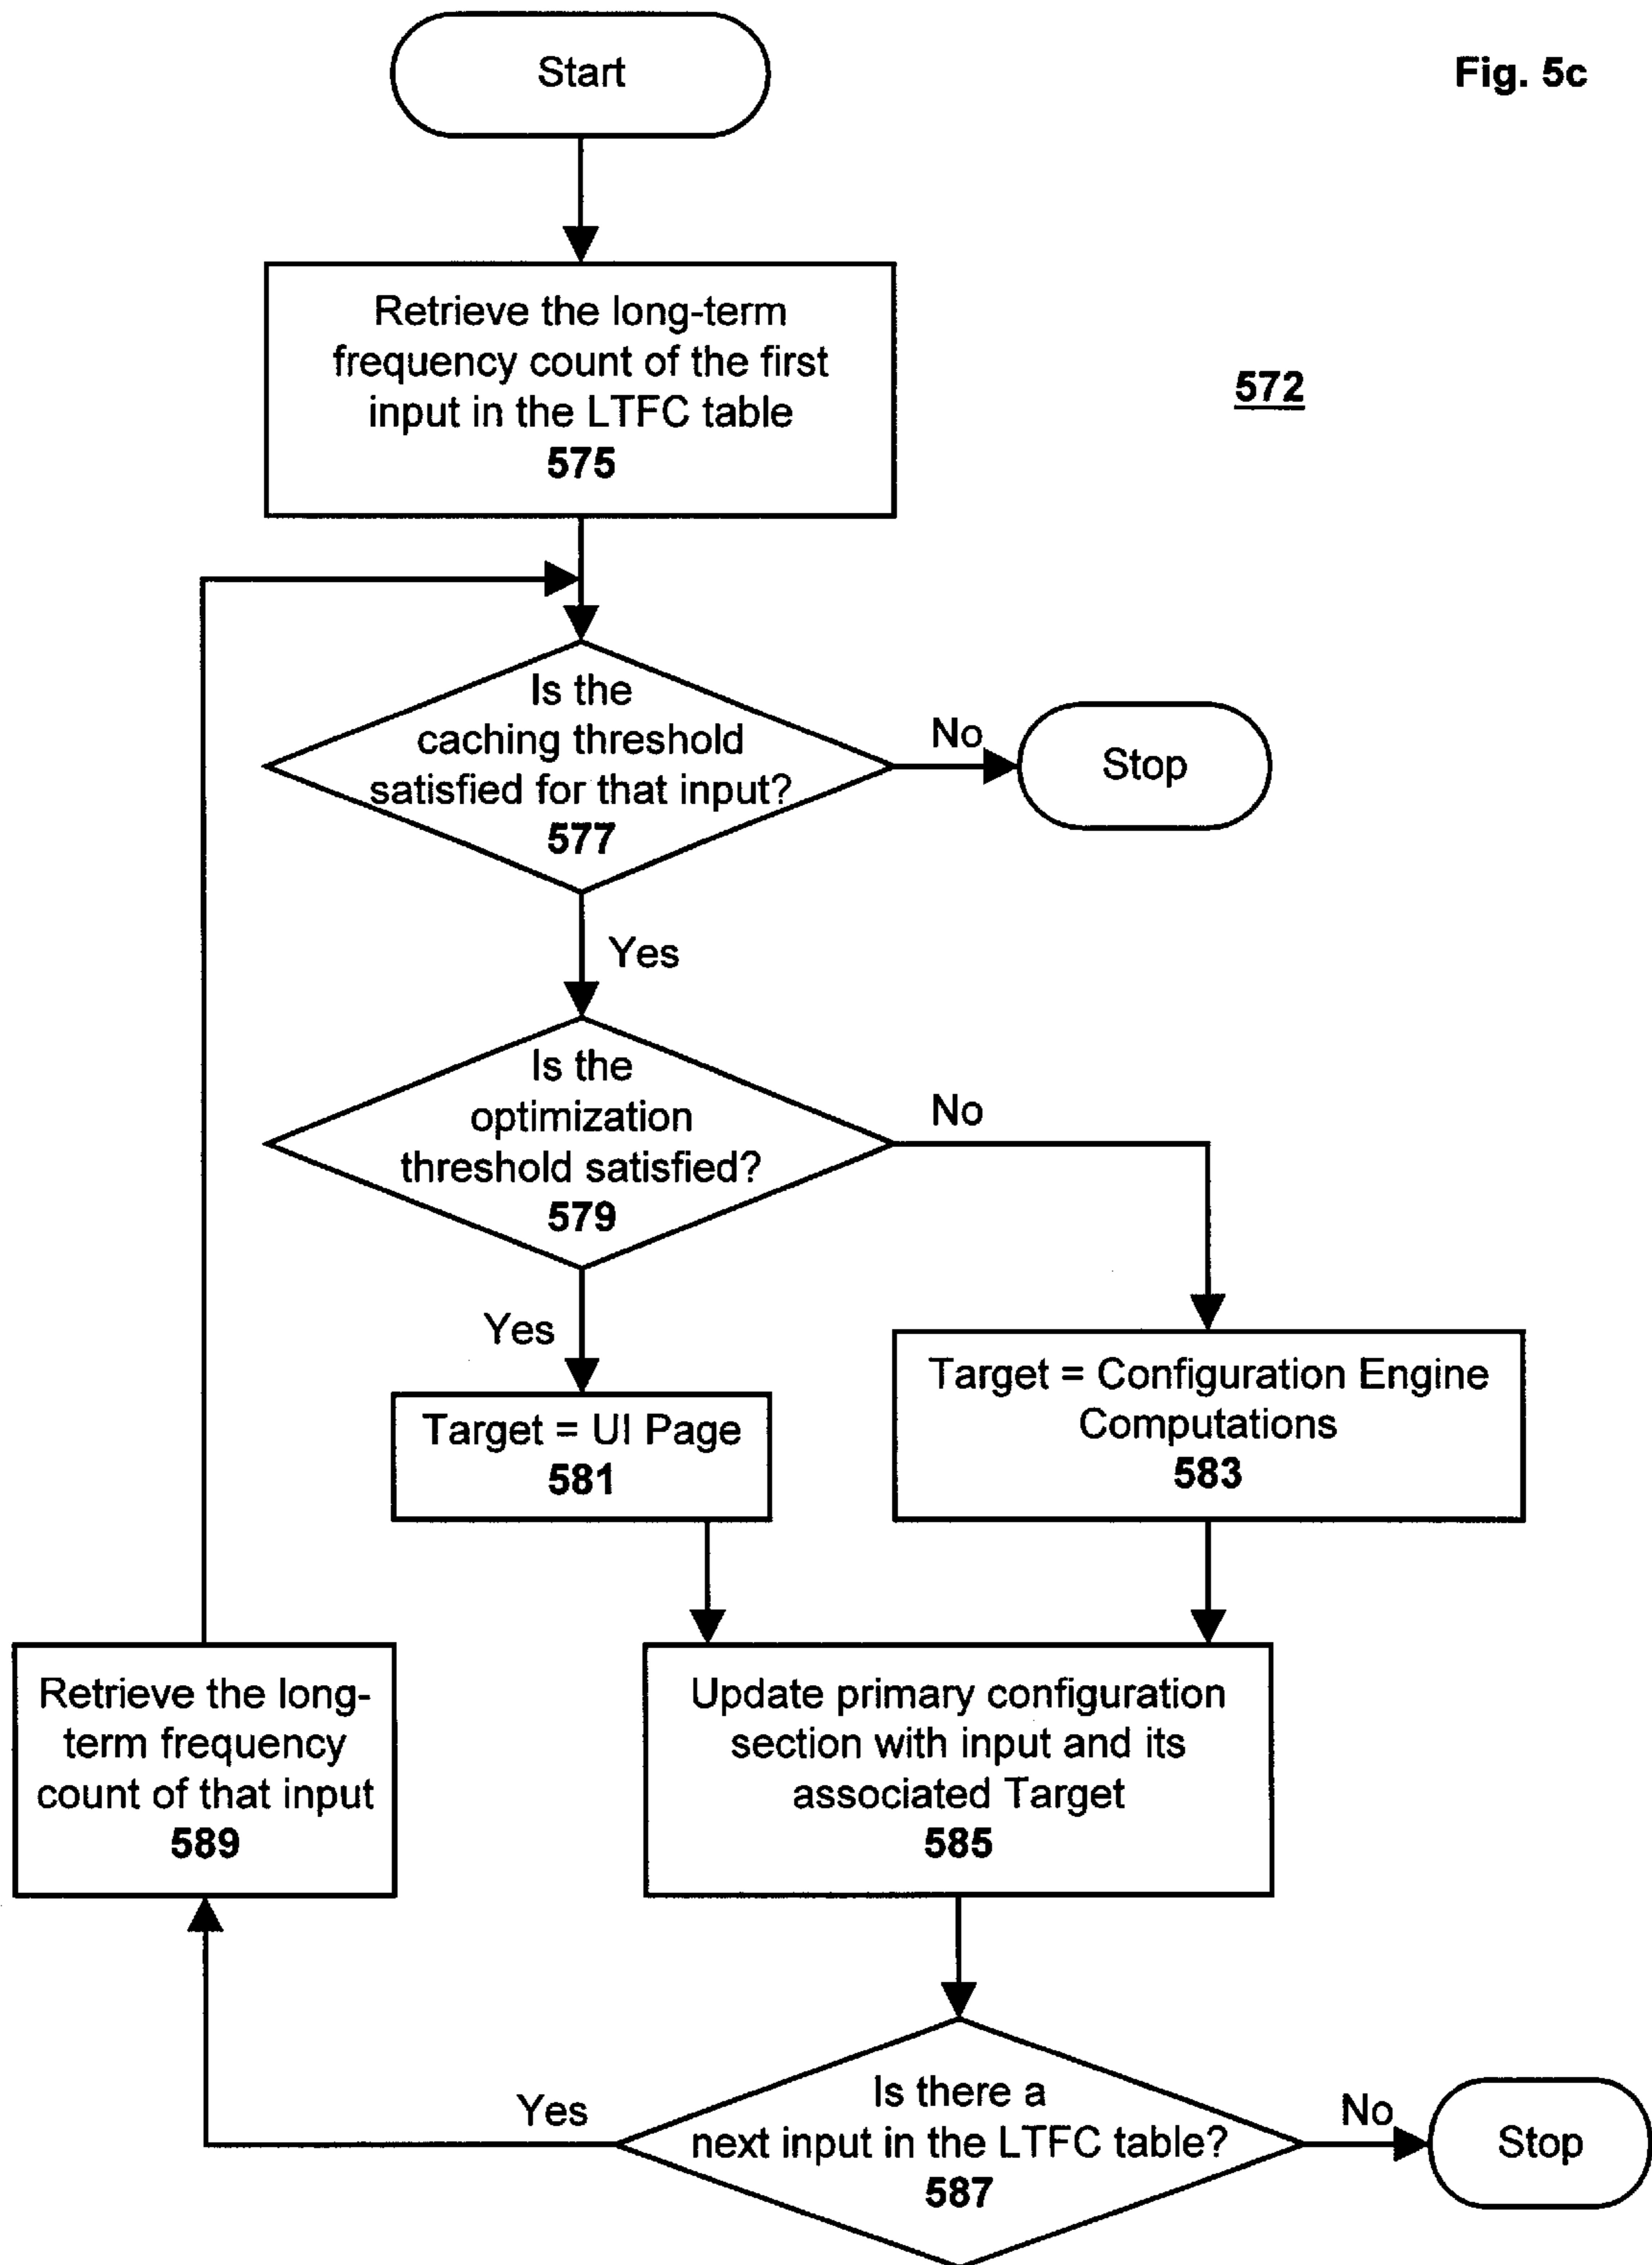 Start
Fig. 5c
Retrieve the long-term
frequency count of the first
input in the LTFC table
575
572
Is the
caching threshold
satisfied for that input?
577
No
Stop
Yes
Is the
optimization
threshold satisfied?
579
No
Yes
Target = UI Page
581
Target = Configuration Engine
Computations
583
Retrieve the long-
term frequency
count of that input
589
Update primary configuration
section with input and its
associated Target
585
Is there a
next input in the LTFC table?
587
Yes
No
Stop